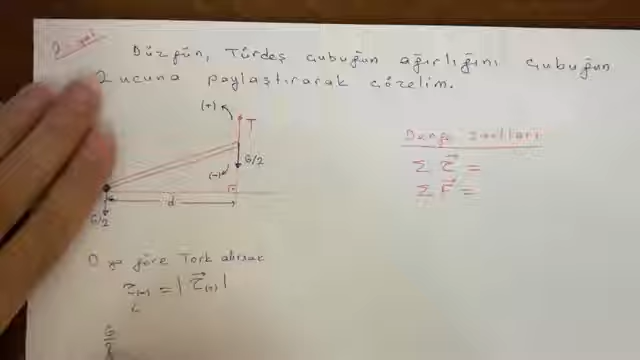 2. yol
Düzgün, Türdeş çubuğun ağırlığını çubuğun
2 ucuna paylaştırarak çözelim.
(+)
T
G/2
(-)
d
G/2
Denge Şartları
Σ τ⃗ =
Σ F⃗ =
O ya göre Tork alırsak
τ(-) = | τ⃗(+) |
G
2